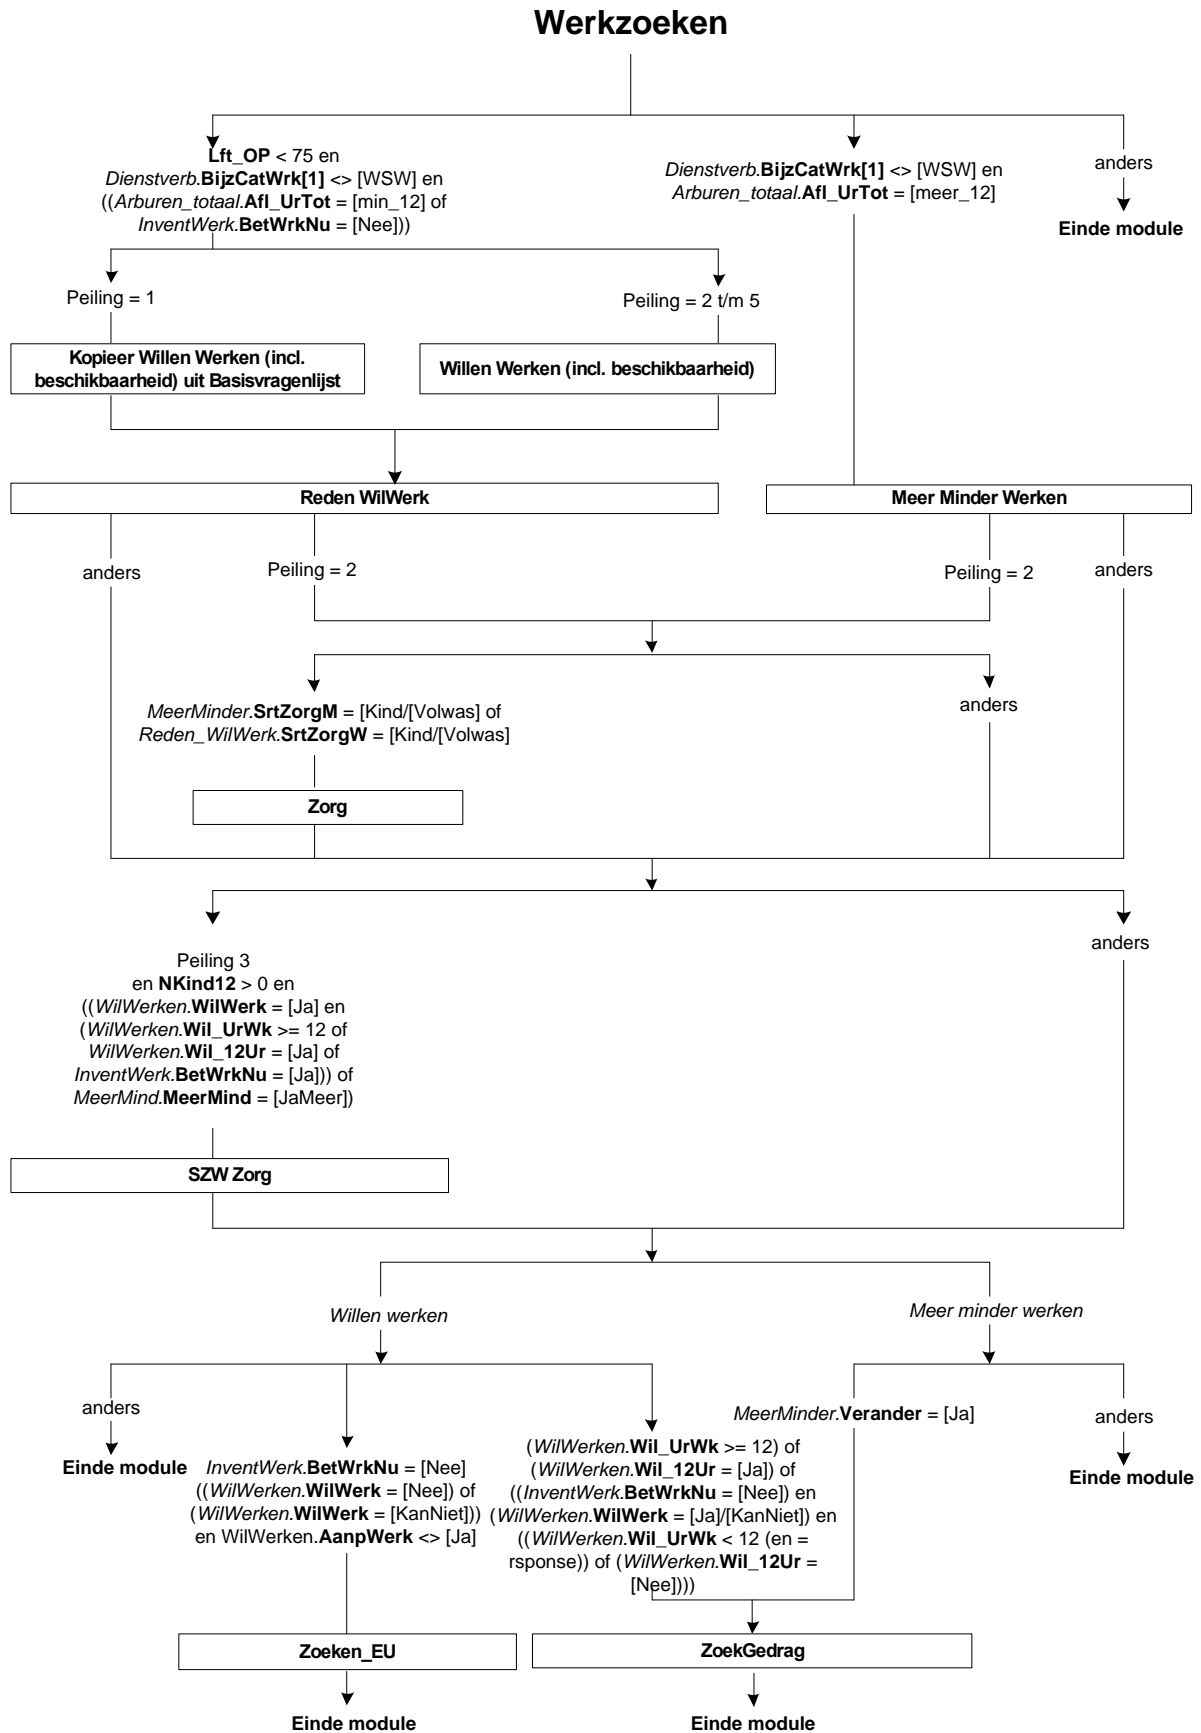 Werkzoeken
Lft_OP < 75 en
Dienstverb.BijzCatWrk[1] <> [WSW] en
((Arburen_totaal.Afl_UrTot = [min_12] of
InventWerk.BetWrkNu = [Nee]))
Dienstverb.BijzCatWrk[1] <> [WSW] en
Arburen_totaal.Afl_UrTot = [meer_12]
anders
Einde module
Peiling = 1
Peiling = 2 t/m 5
Kopieer Willen Werken (incl.
beschikbaarheid) uit Basisvragenlijst
Willen Werken (incl. beschikbaarheid)
Reden WilWerk
Meer Minder Werken
anders
Peiling = 2
Peiling = 2
anders
MeerMinder.SrtZorgM = [Kind/[Volwas] of
Reden_WilWerk.SrtZorgW = [Kind/[Volwas]
anders
Zorg
Peiling 3
en NKind12 > 0 en
((WilWerken.WilWerk = [Ja] en
(WilWerken.Wil_UrWk >= 12 of
WilWerken.Wil_12Ur = [Ja] of
InventWerk.BetWrkNu = [Ja])) of
MeerMind.MeerMind = [JaMeer])
anders
SZW Zorg
Willen werken
Meer minder werken
anders
Einde module
InventWerk.BetWrkNu = [Nee]
((WilWerken.WilWerk = [Nee]) of
(WilWerken.WilWerk = [KanNiet]))
en WilWerken.AanpWerk <> [Ja]
(WilWerken.Wil_UrWk >= 12) of
(WilWerken.Wil_12Ur = [Ja]) of
((InventWerk.BetWrkNu = [Nee]) en
(WilWerken.WilWerk = [Ja]/[KanNiet]) en
((WilWerken.Wil_UrWk < 12 (en =
rsponse)) of (WilWerken.Wil_12Ur =
[Nee])))
MeerMinder.Verander = [Ja]
anders
Einde module
Zoeken_EU
ZoekGedrag
Einde module
Einde module